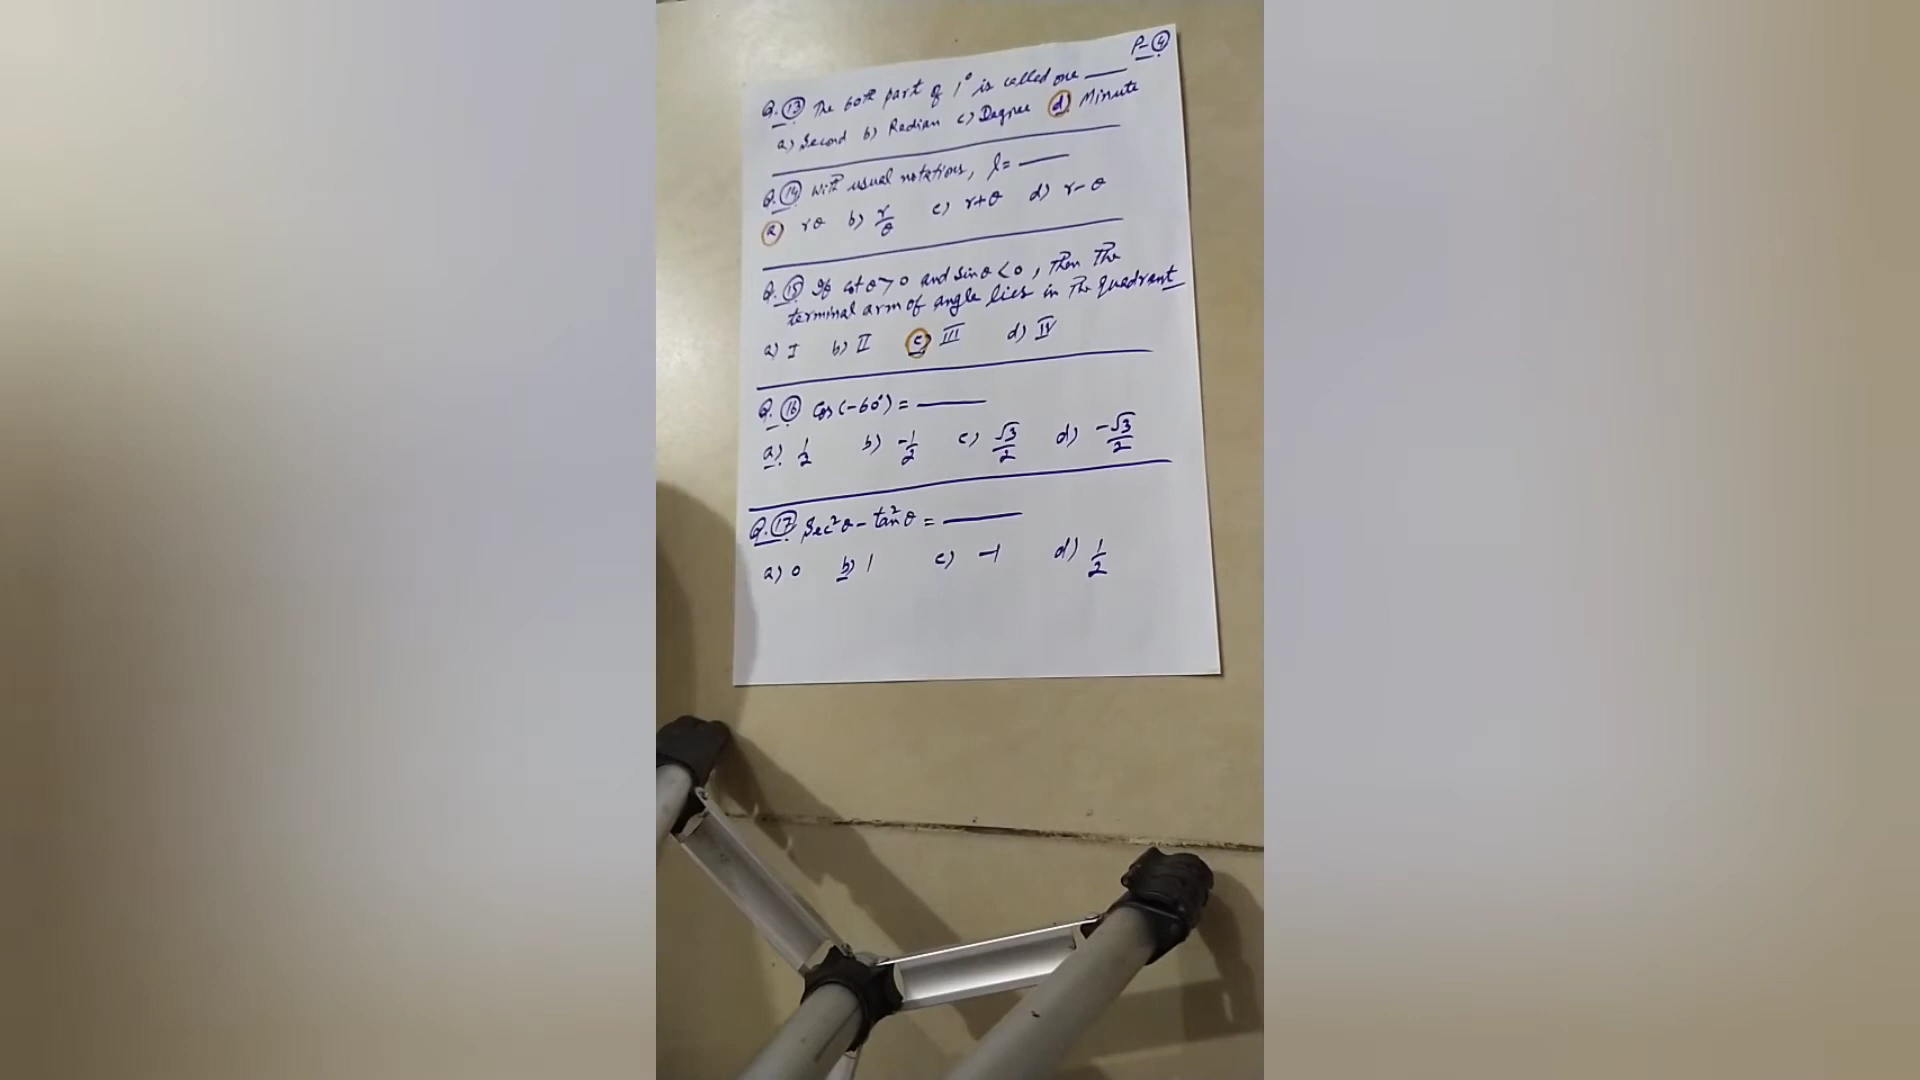 P-④
Q.⑬ The 60th part of 1° is called one ____
a) Second b) Radian c) Degree d) Minute
Q.⑭ With usual notations, l = ____
a) rθ b) r/θ c) r+θ d) r-θ
Q.⑮ If cotθ>0 and sinθ<0, then the
terminal arm of angle lies in the quadrant
a) I b) II c) III d) IV
Q.⑯ Cos(-60°) = ____
a) 1/2 b) -1/2 c) √3/2 d) -√3/2
Q.⑰ Sec²θ - tan²θ = ____
a) 0 b) 1 c) -1 d) 1/2